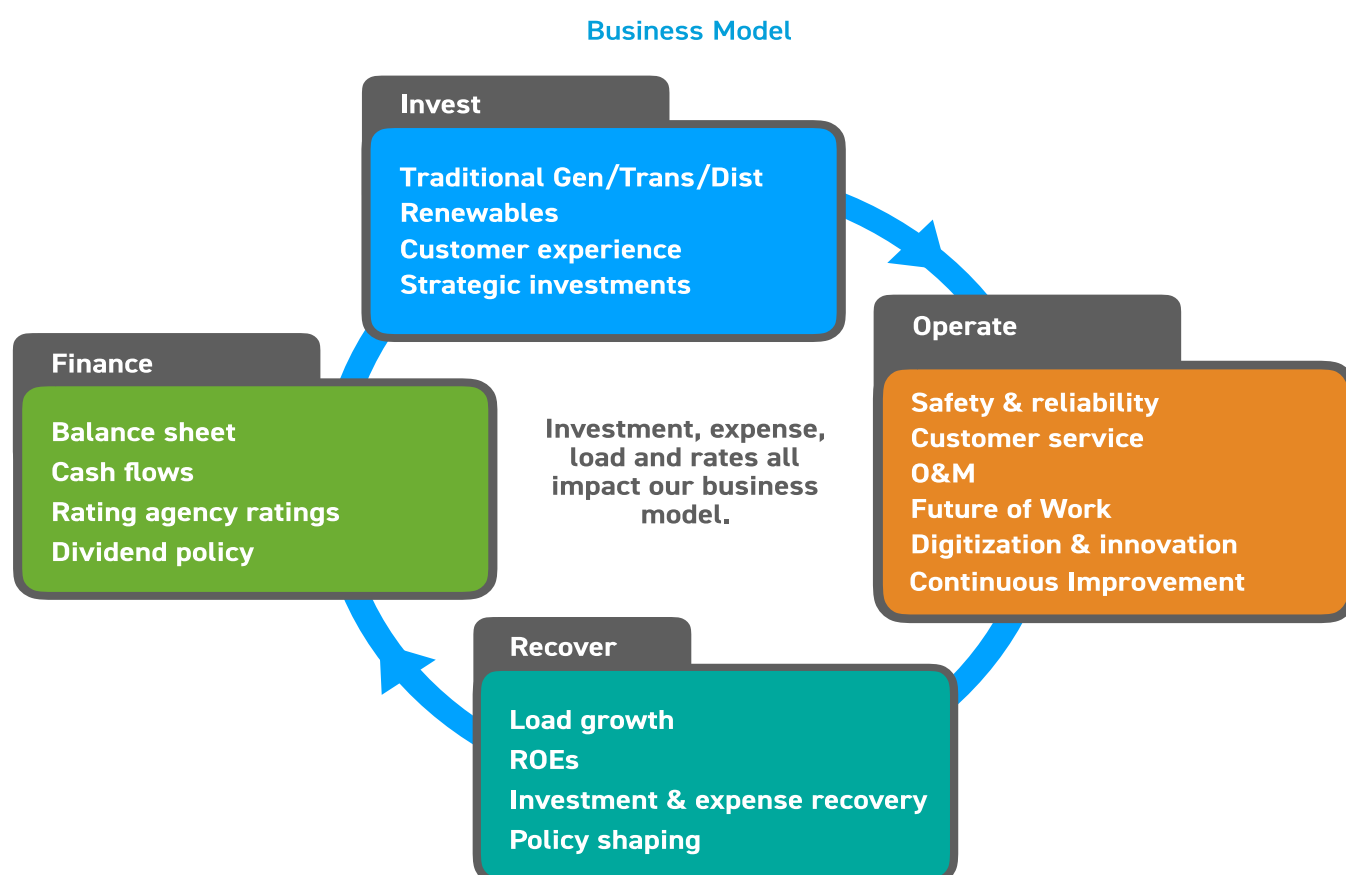 Business Model
Invest
Traditional Gen/Trans/Dist
Renewables
Customer experience
Strategic investments
Operate
Safety & reliability
Customer service
O&M
Future of Work
Digitization & innovation
Continuous Improvement
Recover
Load growth
ROEs
Investment & expense recovery
Policy shaping
Finance
Balance sheet
Cash flows
Rating agency ratings
Dividend policy
Investment, expense,
load and rates all
impact our business
model.